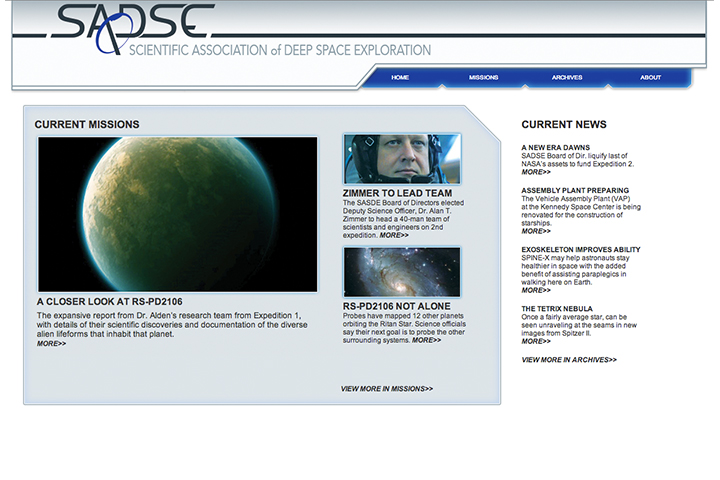 SADSE
SCIENTIFIC ASSOCIATION of DEEP SPACE EXPLORATION
HOME
MISSIONS
ARCHIVES
ABOUT
CURRENT MISSIONS
A CLOSER LOOK AT RS-PD2106
The expansive report from Dr. Alden's research team from Expedition 1,
with details of their scientific discoveries and documentation of the diverse
alien lifeforms that inhabit that planet.
MORE>>
ZIMMER TO LEAD TEAM
The SASDE Board of Directors elected
Deputy Science Officer, Dr. Alan T.
Zimmer to head a 40-man team of
scientists and engineers on 2nd
expedition. MORE>>
RS-PD2106 NOT ALONE
Probes have mapped 12 other planets
orbiting the Ritan Star. Science officials
say their next goal is to probe the other
surrounding systems. MORE>>
VIEW MORE IN MISSIONS>>
CURRENT NEWS
A NEW ERA DAWNS
SADSE Board of Dir. liquify last of
NASA's assets to fund Expedition 2.
MORE>>
ASSEMBLY PLANT PREPARING
The Vehicle Assembly Plant (VAP)
at the Kennedy Space Center is being
renovated for the construction of
starships.
MORE>>
EXOSKELETON IMPROVES ABILITY
SPINE-X may help astronauts stay
healthier in space with the added
benefit of assisting paraplegics in
walking here on Earth.
MORE>>
THE TETRIX NEBULA
Once a fairly average star, can be
seen unraveling at the seams in new
images from Spitzer II.
MORE>>
VIEW MORE IN ARCHIVES>>